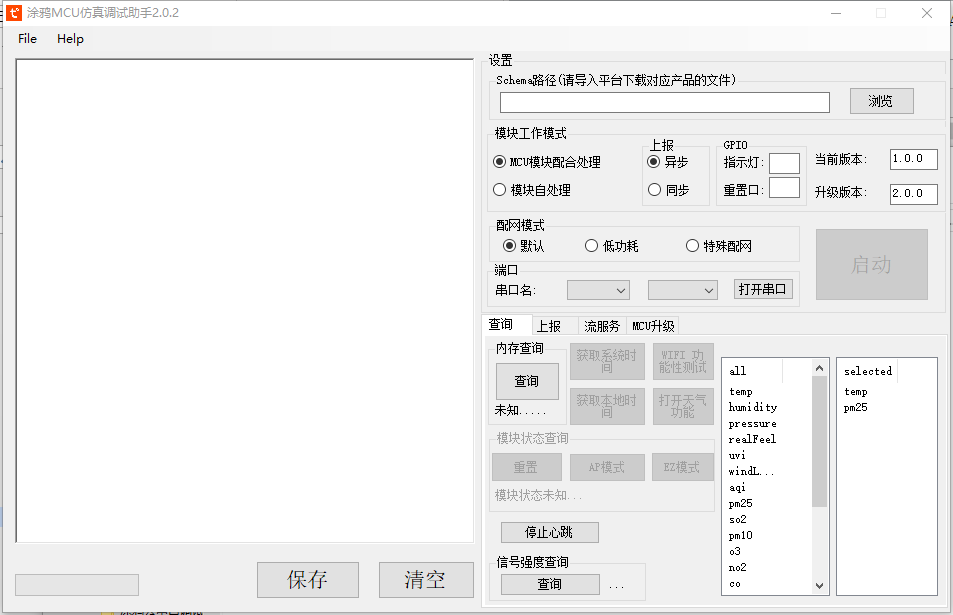 涂鸦MCU仿真调试助手2.0.2
File Help
设置
Schema路径(请导入平台下载对应产品的文件)
浏览
模块工作模式
MCU模块配合处理
模块自处理
上报
异步
同步
GPIO
指示灯:
重置口:
当前版本: 1.0.0
升级版本: 2.0.0
配网模式
默认 低功耗 特殊配网
启动
端口
串口名: 打开串口
查询 上报 流服务 MCU升级
内存查询
查询
未知.....
获取系统时
间
WIFI 功
能性测试
获取本地时
间
打开天气
功能
模块状态查询
重置 AP模式 EZ模式
模块状态未知...
停止心跳
信号强度查询
查询 ...
all
temp
humidity
pressure
realFeel
uvi
windL...
aqi
pm25
so2
pm10
o3
no2
co
selected
temp
pm25
保存 清空